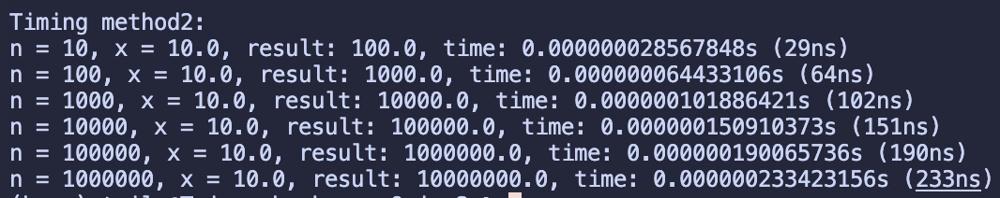 Timing method2:
n = 10, x = 10.0, result: 100.0, time: 0.000000028567848s (29ns)
n = 100, x = 10.0, result: 1000.0, time: 0.000000064433106s (64ns)
n = 1000, x = 10.0, result: 10000.0, time: 0.000000101886421s (102ns)
n = 10000, x = 10.0, result: 100000.0, time: 0.000000150910373s (151ns)
n = 100000, x = 10.0, result: 1000000.0, time: 0.000000190065736s (190ns)
n = 1000000, x = 10.0, result: 10000000.0, time: 0.000000233423156s (233ns)